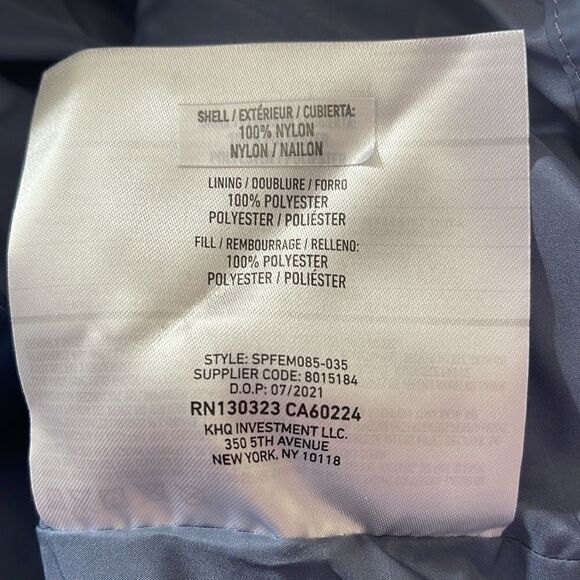 SHELL / EXTÉRIEUR / CUBIERTA:
100% NYLON
NYLON / NAILON
LINING / DOUBLURE / FORRO
100% POLYESTER
POLYESTER / POLIÉSTER
FILL / REMBOURRAGE / RELLENO:
100% POLYESTER
POLYESTER / POLIÉSTER
STYLE: SPFEM085-035
SUPPLIER CODE: 8015184
D.O.P: 07/2021
RN130323 CA60224
KHQ INVESTMENT LLC.
350 5TH AVENUE
NEW YORK, NY 10118